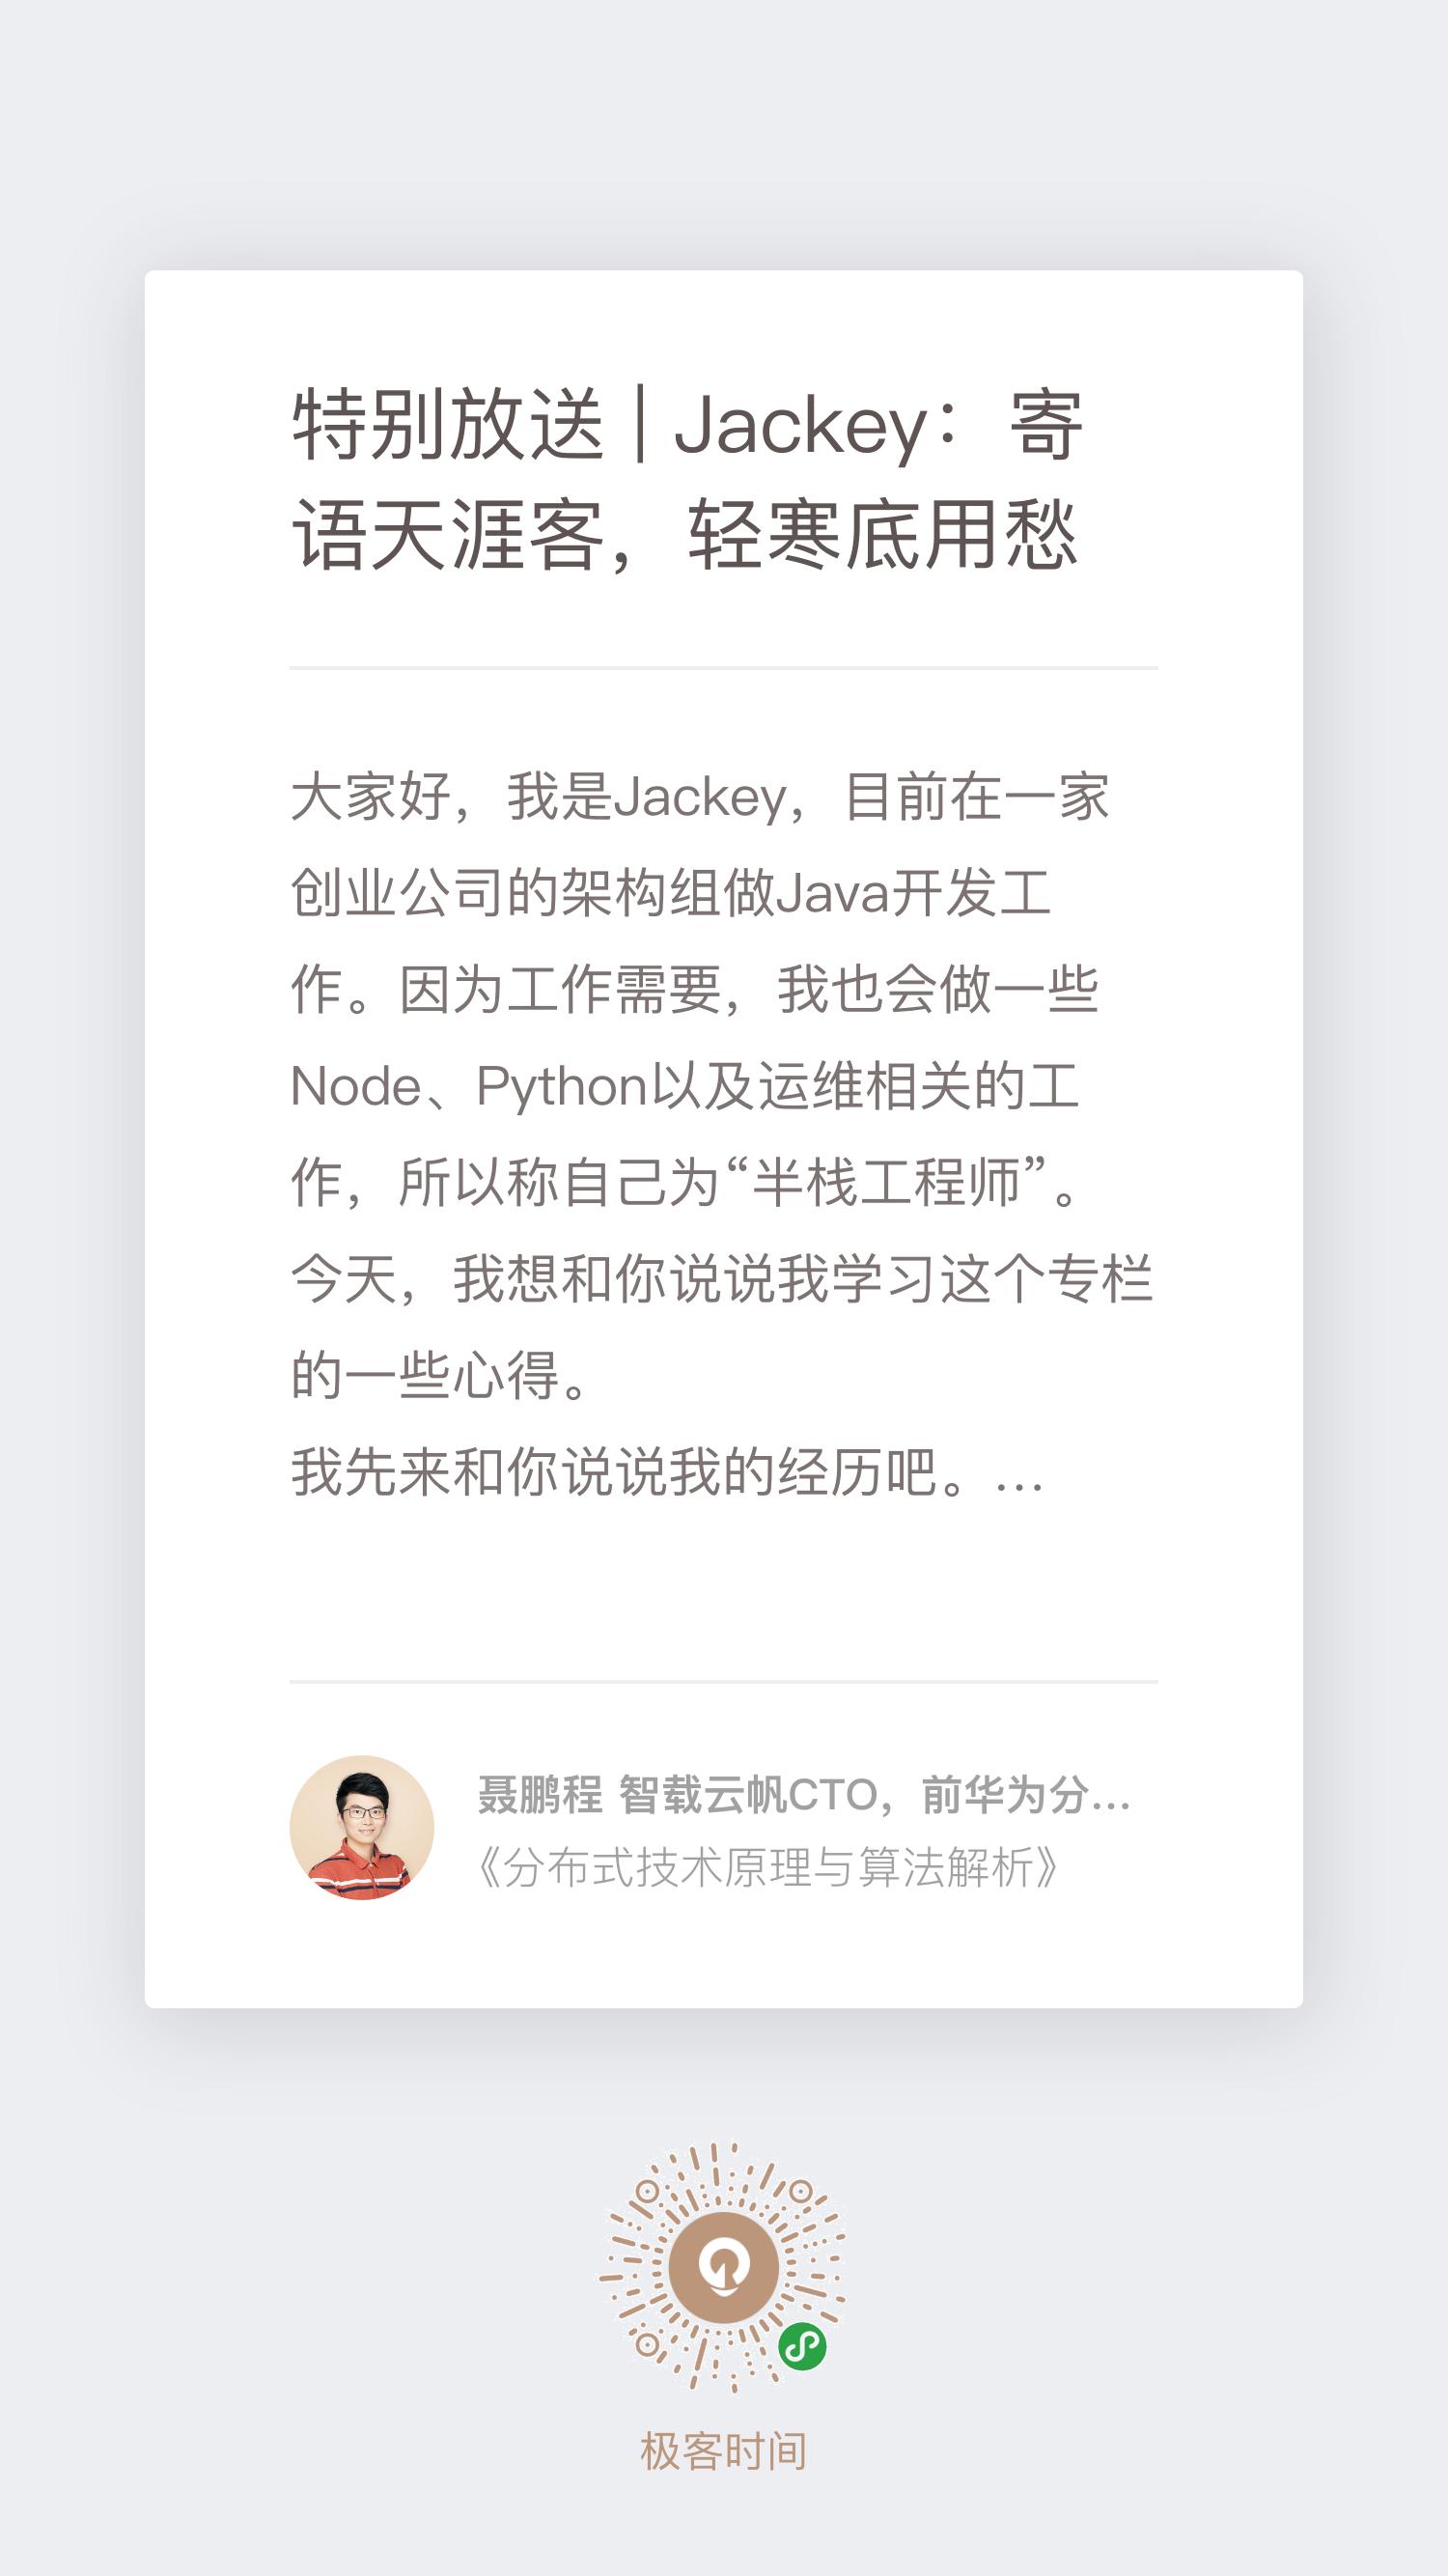 特别放送 | Jackey：寄
语天涯客，轻寒底用愁
大家好，我是Jackey，目前在一家
创业公司的架构组做Java开发工
作。因为工作需要，我也会做一些
Node、Python以及运维相关的工
作，所以称自己为“半栈工程师”。
今天，我想和你说说我学习这个专栏
的一些心得。
我先来和你说说我的经历吧。...
聂鹏程 智载云帆CTO，前华为分...
《分布式技术原理与算法解析》
极客时间